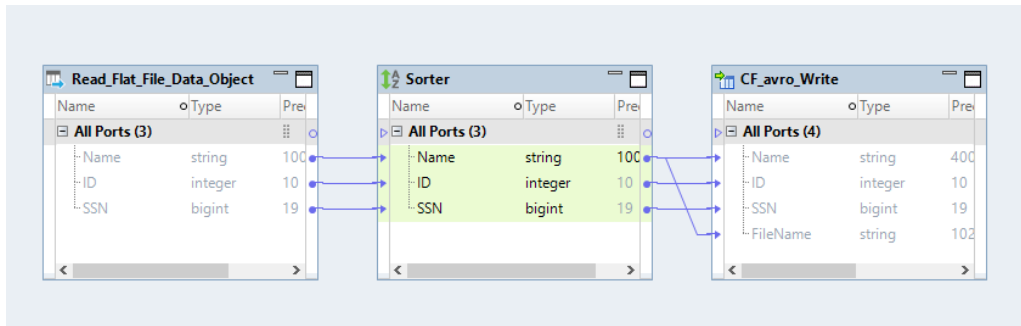 Read_Flat_File_Data_Object
Name Type Pre
All Ports (3)
Name string 100
ID integer 10
SSN bigint 19
Sorter
Name Type Pre
All Ports (3)
Name string 100
ID integer 10
SSN bigint 19
CF_avro_Write
Name Type Pre
All Ports (4)
Name string 400
ID integer 10
SSN bigint 19
FileName string 102